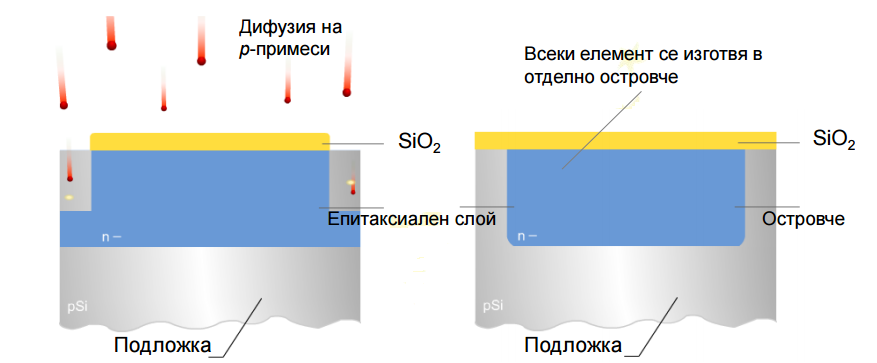 Дифузия на
p-примеси
SiO2
Епитаксиален слой
n –
pSi
Подложка
Всеки елемент се изготвя в
отделно островче
SiO2
Островче
n –
pSi
Подложка